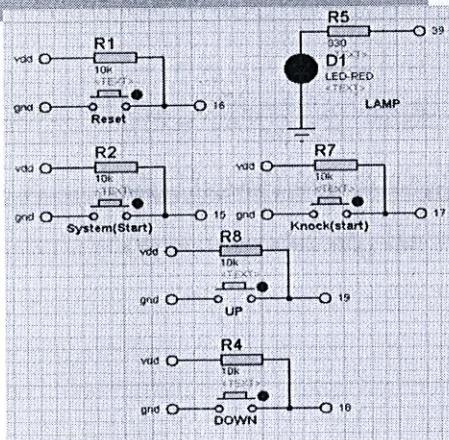 R1
vdd
10k
<TEXT>
gnd
16
Reset
R5
39
330
<TEXT>
D1
LED-RED
<TEXT>
LAMP
R2
vdd
10k
<TEXT>
gnd
15
System(Start)
R7
vdd
10k
<TEXT>
gnd
17
Knock(start)
R8
vdd
10k
<TEXT>
gnd
19
UP
R4
vdd
10k
<TEXT>
gnd
18
DOWN